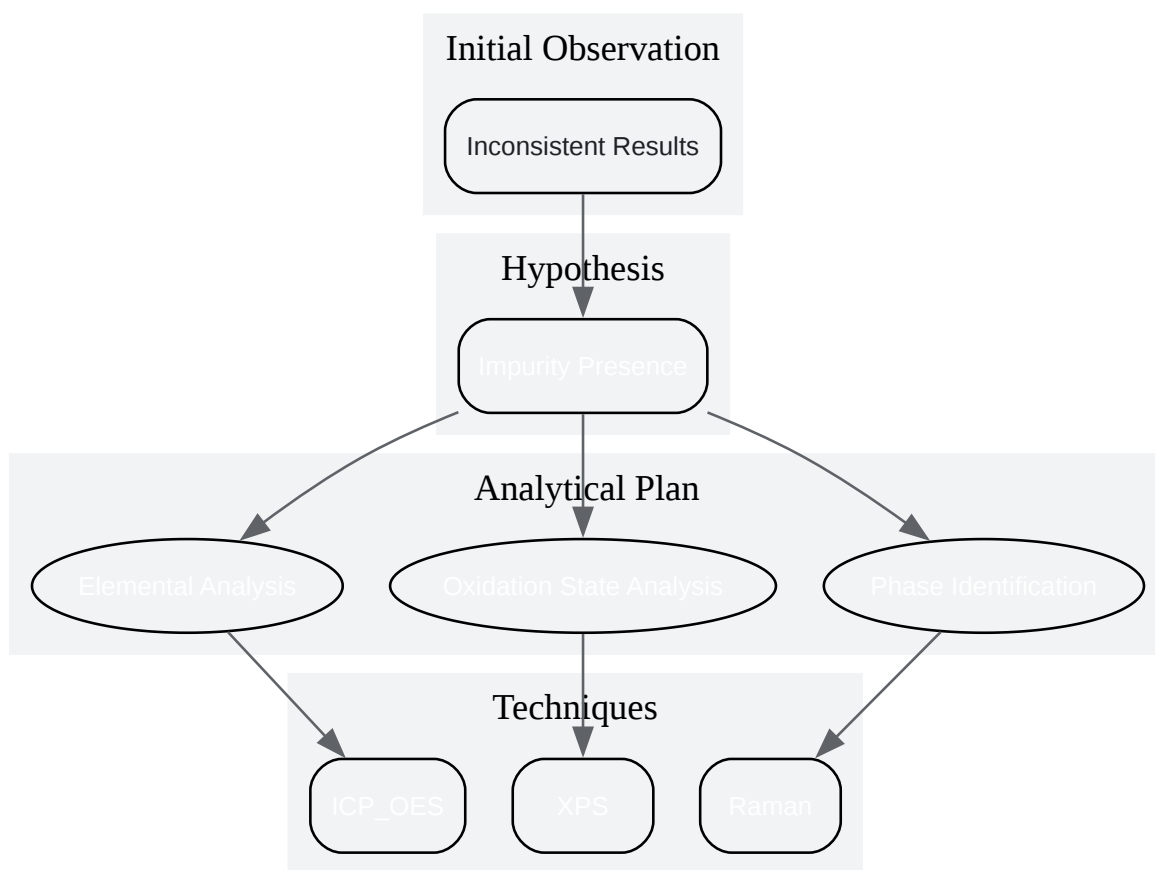 Initial Observation
Inconsistent Results
Hypothesis
Impurity Presence
Analytical Plan
Elemental Analysis
Oxidation State Analysis
Phase Identification
Techniques
ICP_OES
XPS
Raman